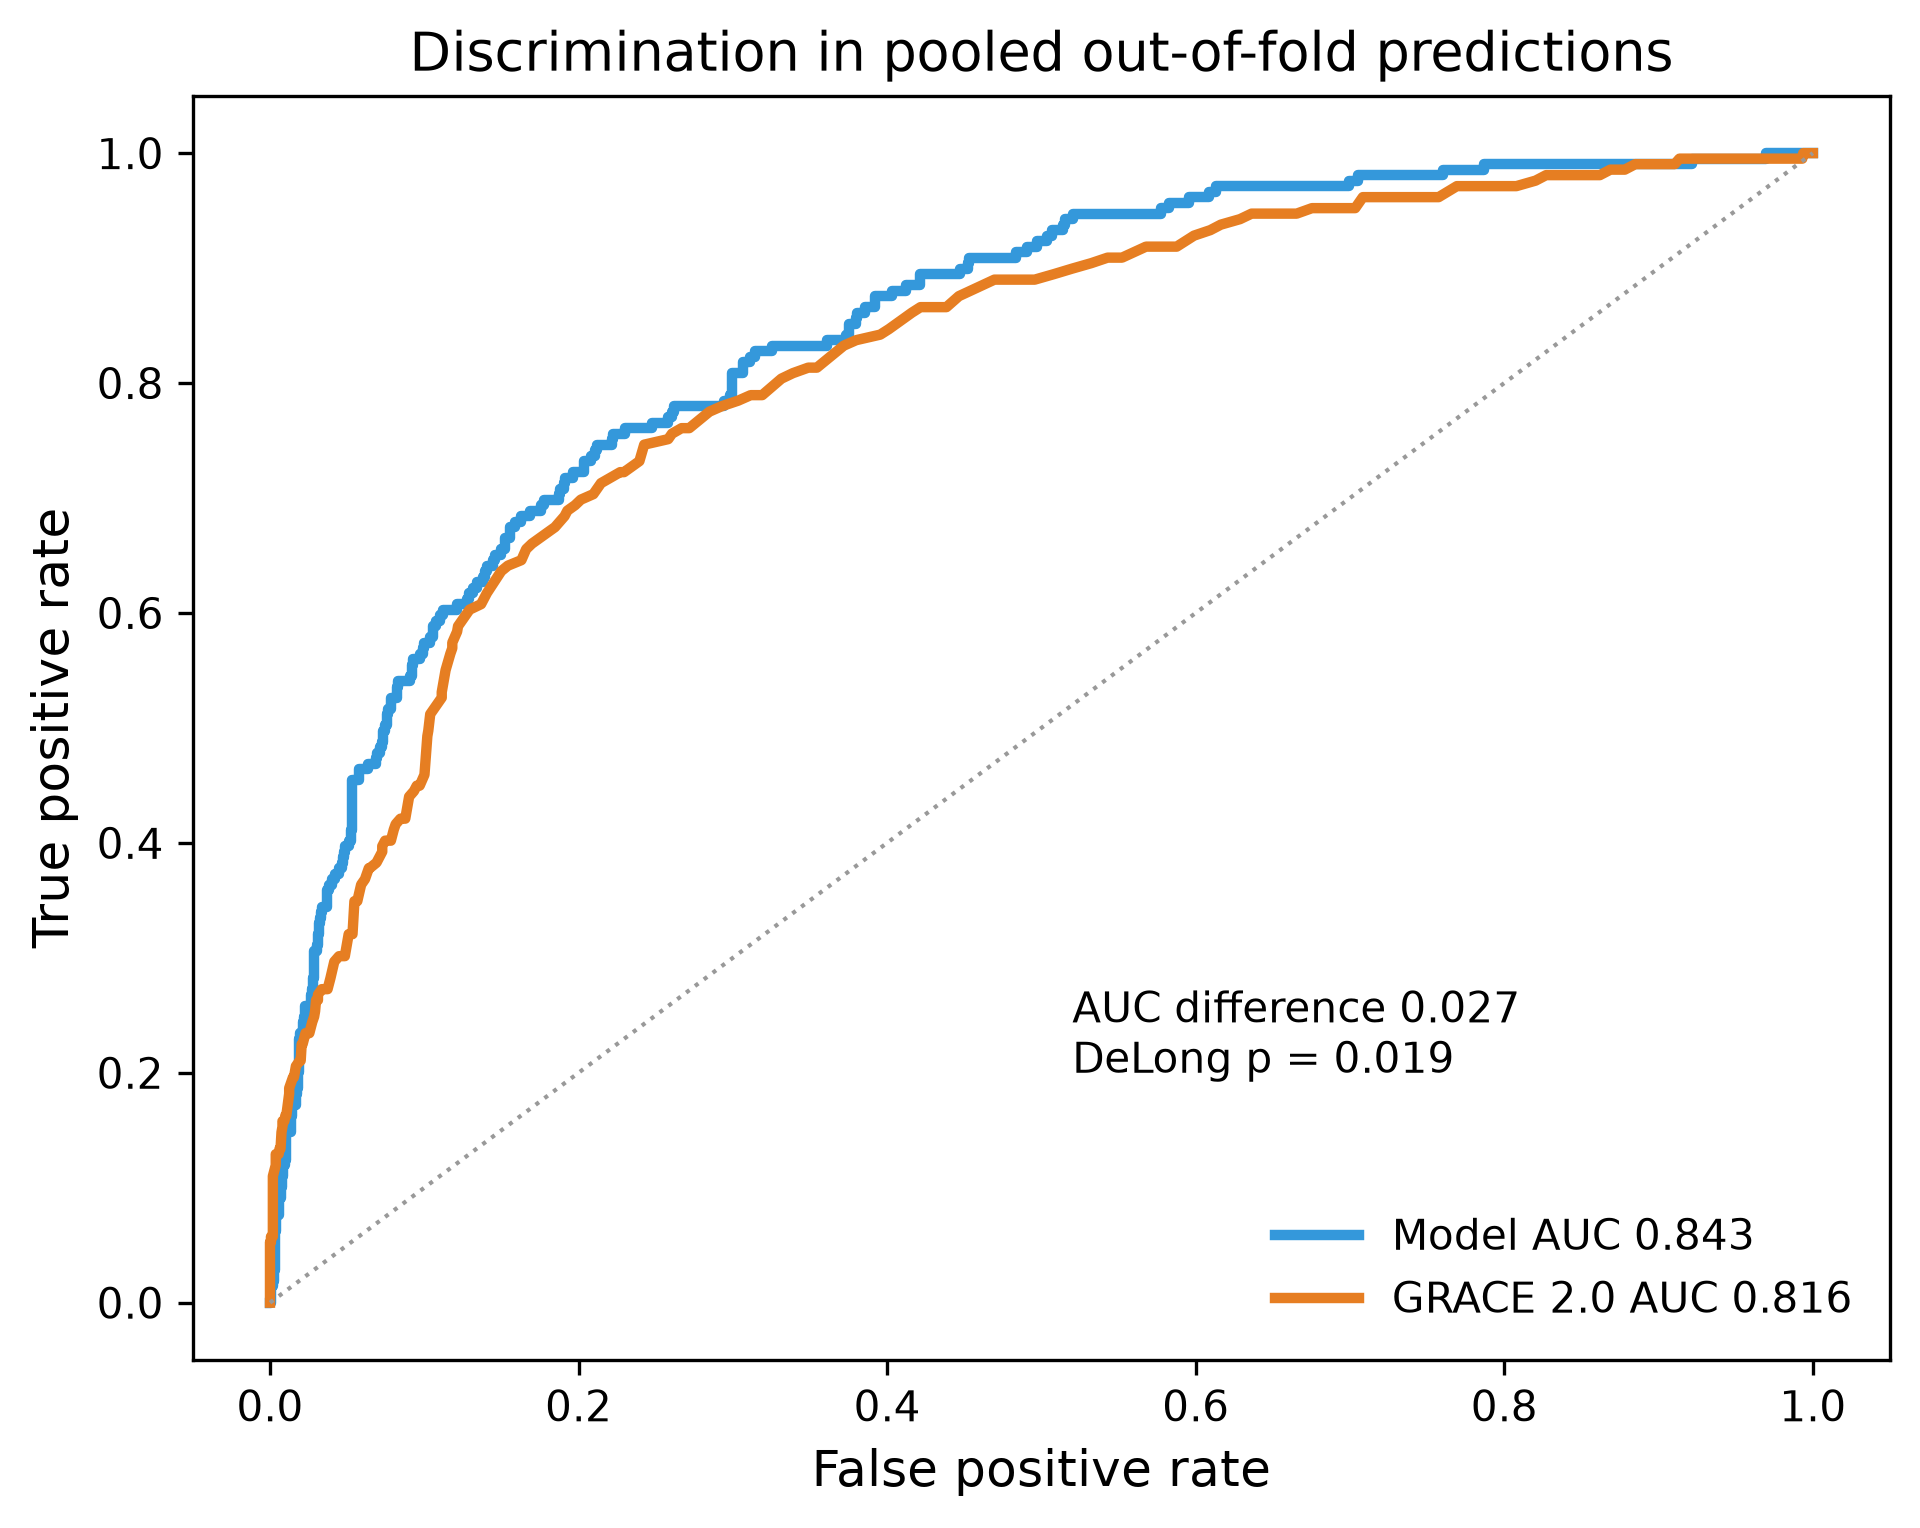 Discrimination in pooled out-of-fold predictions
True positive rate
1.0
0.8
0.6
0.4
0.2
0.0
AUC difference 0.027
DeLong p = 0.019
Model AUC 0.843
GRACE 2.0 AUC 0.816
0.0 0.2 0.4 0.6 0.8 1.0
False positive rate